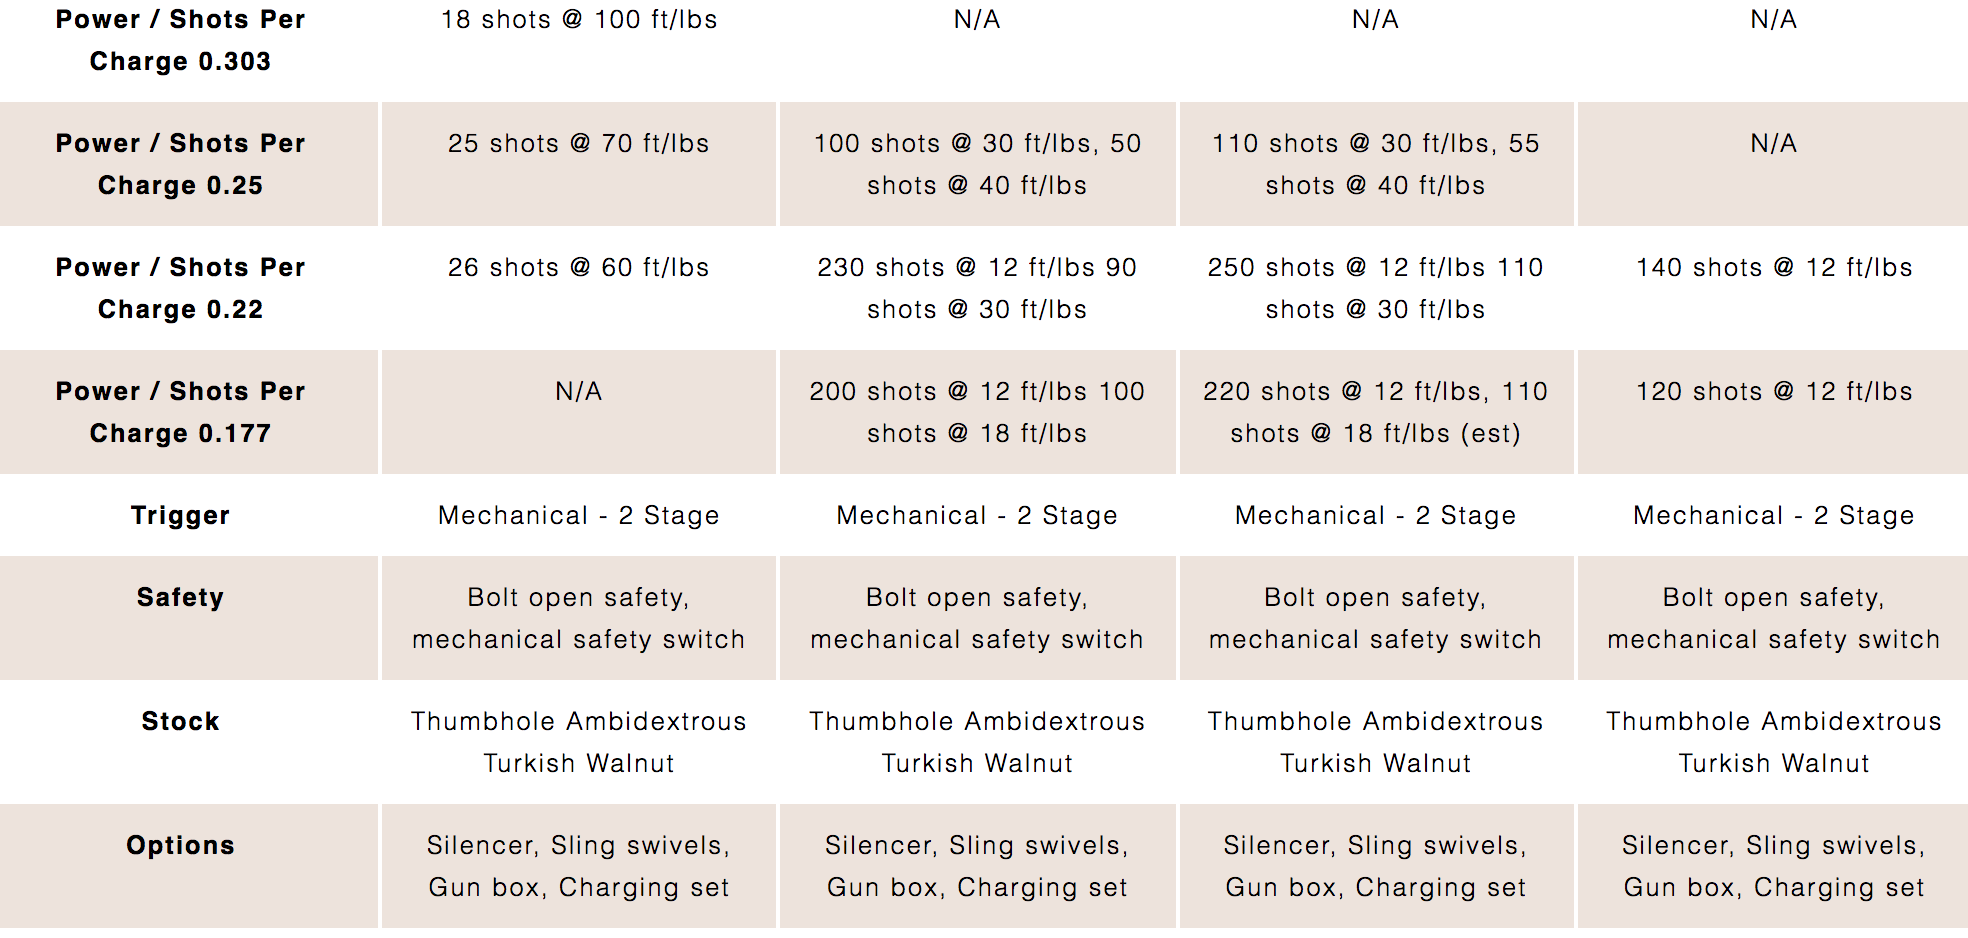 Power / Shots Per 18 shots @ 100 ft/lbs N/A N/A N/A
Charge 0.303
Power / Shots Per 25 shots @ 70 ft/lbs 100 shots @ 30 ft/lbs, 50 110 shots @ 30 ft/lbs, 55 N/A
Charge 0.25 shots @ 40 ft/lbs shots @ 40 ft/lbs
Power / Shots Per 26 shots @ 60 ft/lbs 230 shots @ 12 ft/lbs 90 250 shots @ 12 ft/lbs 110 140 shots @ 12 ft/lbs
Charge 0.22 shots @ 30 ft/lbs shots @ 30 ft/lbs
Power / Shots Per N/A 200 shots @ 12 ft/lbs 100 220 shots @ 12 ft/lbs, 110 120 shots @ 12 ft/lbs
Charge 0.177 shots @ 18 ft/lbs shots @ 18 ft/lbs (est)
Trigger Mechanical - 2 Stage Mechanical - 2 Stage Mechanical - 2 Stage Mechanical - 2 Stage
Safety Bolt open safety, Bolt open safety, Bolt open safety, Bolt open safety,
mechanical safety switch mechanical safety switch mechanical safety switch mechanical safety switch
Stock Thumbhole Ambidextrous Thumbhole Ambidextrous Thumbhole Ambidextrous Thumbhole Ambidextrous
Turkish Walnut Turkish Walnut Turkish Walnut Turkish Walnut
Options Silencer, Sling swivels, Silencer, Sling swivels, Silencer, Sling swivels, Silencer, Sling swivels,
Gun box, Charging set Gun box, Charging set Gun box, Charging set Gun box, Charging set